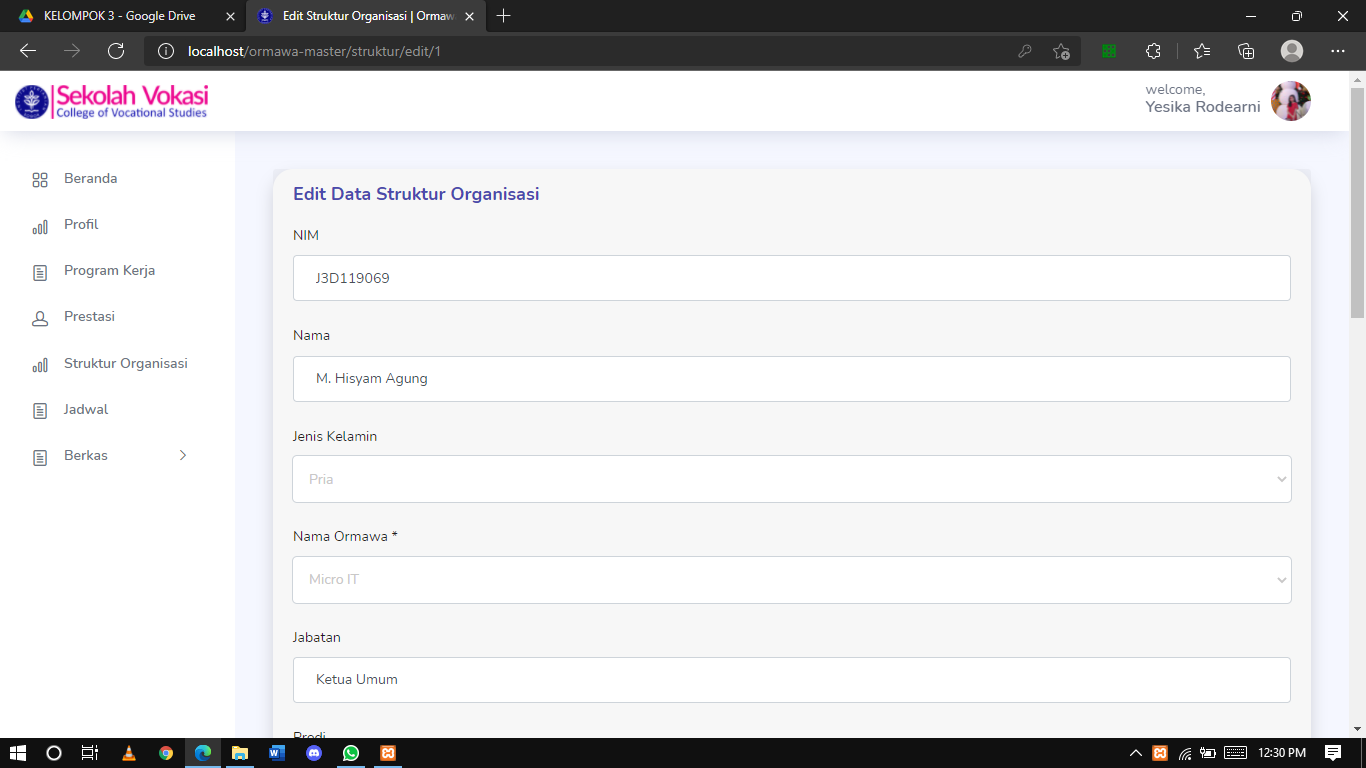 KELOMPOK 3 - Google Drive
Edit Struktur Organisasi | Ormaw
localhost/ormawa-master/struktur/edit/1
Sekolah Vokasi
College of Vocational Studies
welcome,
Yesika Rodearni
Beranda
Profil
Program Kerja
Prestasi
Struktur Organisasi
Jadwal
Berkas
Edit Data Struktur Organisasi
NIM
J3D119069
Nama
M. Hisyam Agung
Jenis Kelamin
Pria
Nama Ormawa *
Micro IT
Jabatan
Ketua Umum
Prodi
12:30 PM